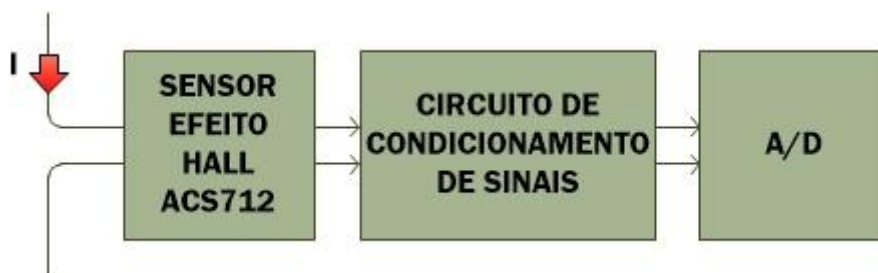 I
SENSOR
EFEITO
HALL
ACS712
CIRCUITO DE
CONDICIONAMENTO
DE SINAIS
A/D